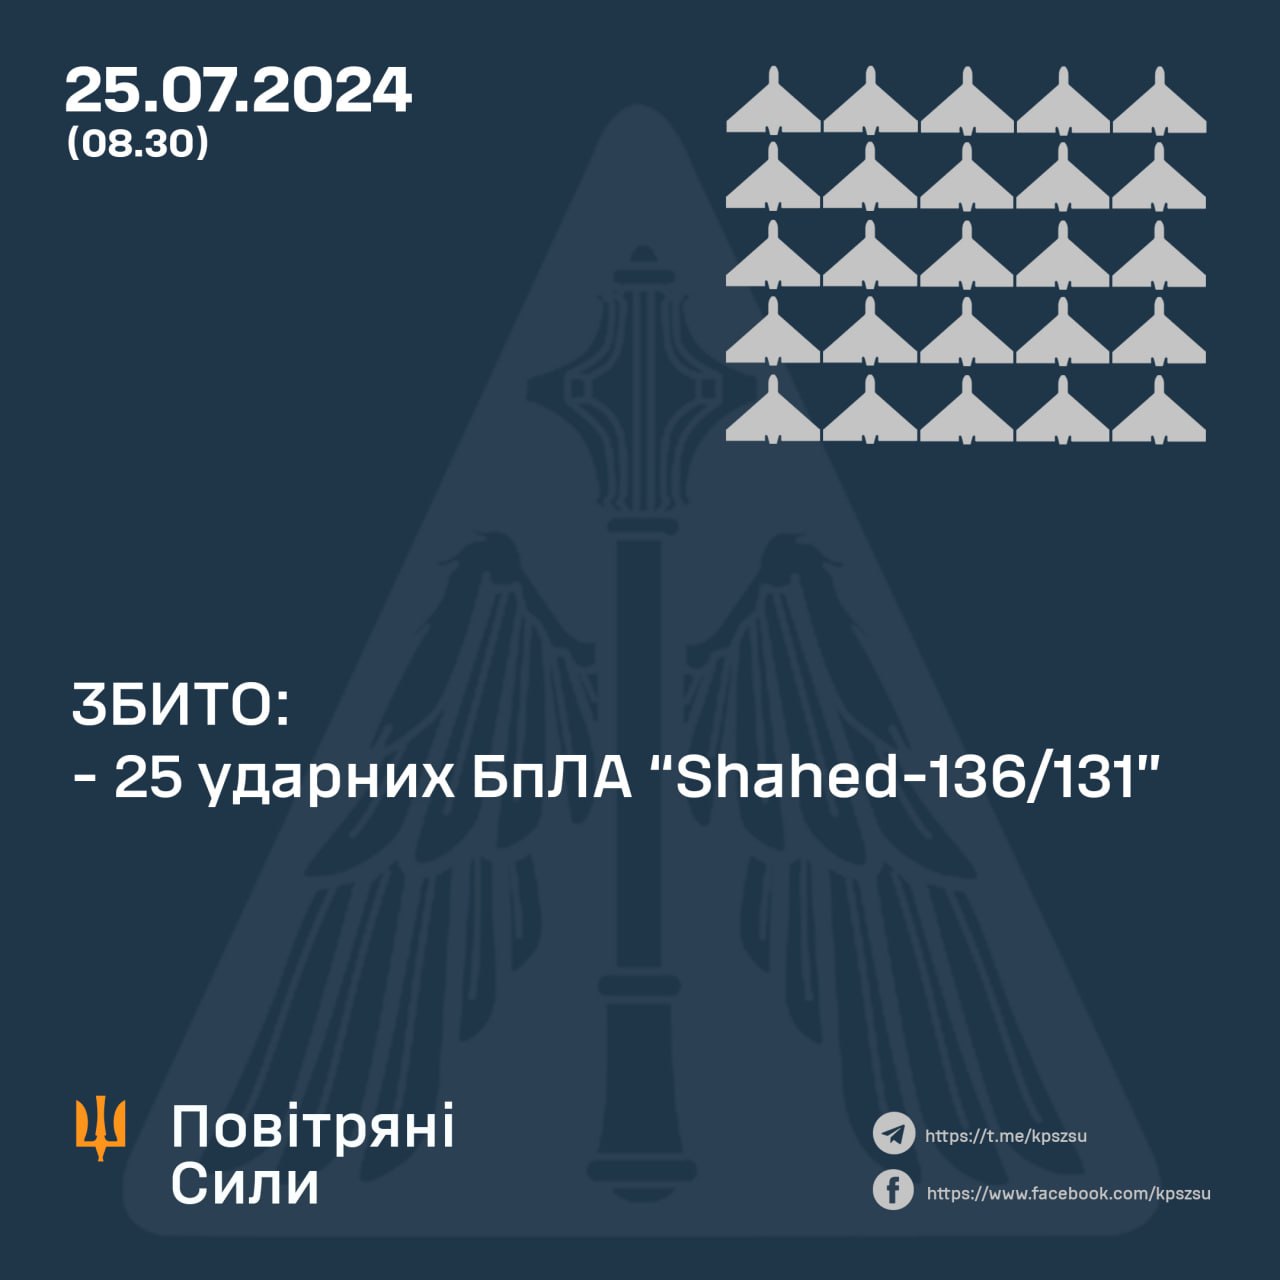 25.07.2024
(08.30)
ЗБИТО:
- 25 ударних БпЛА “Shahed-136/131”
Повітряні
Сили
https://t.me/kpszsu
https://www.facebook.com/kpszsu